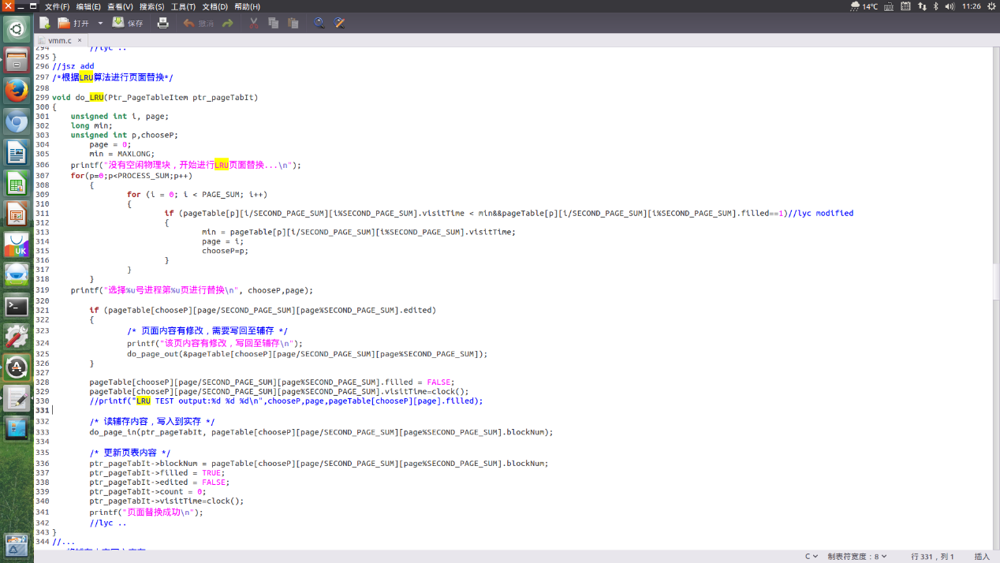 文件(F) 编辑(E) 查看(V) 搜索(S) 工具(T) 文档(D) 帮助(H) 14℃ 11:26
打开 保存 撤消
vmm.c ×
294 //lyc ..
295 }
296 //jsz add
297 /*根据LRU算法进行页面替换*/
298
299 void do_LRU(Ptr_PageTableItem ptr_pageTabIt)
300 {
301 unsigned int i, page;
302 long min;
303 unsigned int p,chooseP;
304 page = 0;
305 min = MAXLONG;
306 printf("没有空闲物理块，开始进行LRU页面替换...\n");
307 for(p=0;p<PROCESS_SUM;p++)
308 {
309 for (i = 0; i < PAGE_SUM; i++)
310 {
311 if (pageTable[p][i/SECOND_PAGE_SUM][i%SECOND_PAGE_SUM].visitTime < min&&pageTable[p][i/SECOND_PAGE_SUM][i%SECOND_PAGE_SUM].filled==1)//lyc modified
312 {
313 min = pageTable[p][i/SECOND_PAGE_SUM][i%SECOND_PAGE_SUM].visitTime;
314 page = i;
315 chooseP=p;
316 }
317 }
318 }
319 printf("选择%u号进程第%u页进行替换\n", chooseP,page);
320
321 if (pageTable[chooseP][page/SECOND_PAGE_SUM][page%SECOND_PAGE_SUM].edited)
322 {
323 /* 页面内容有修改，需要写回至辅存 */
324 printf("该页内容有修改，写回至辅存\n");
325 do_page_out(&pageTable[chooseP][page/SECOND_PAGE_SUM][page%SECOND_PAGE_SUM]);
326 }
327
328 pageTable[chooseP][page/SECOND_PAGE_SUM][page%SECOND_PAGE_SUM].filled = FALSE;
329 pageTable[chooseP][page/SECOND_PAGE_SUM][page%SECOND_PAGE_SUM].visitTime=clock();
330 //printf("LRU TEST output:%d %d %d\n",chooseP,page,pageTable[chooseP][page].filled);
331
332 /* 读辅存内容，写入到实存 */
333 do_page_in(ptr_pageTabIt, pageTable[chooseP][page/SECOND_PAGE_SUM][page%SECOND_PAGE_SUM].blockNum);
334
335 /* 更新页表内容 */
336 ptr_pageTabIt->blockNum = pageTable[chooseP][page/SECOND_PAGE_SUM][page%SECOND_PAGE_SUM].blockNum;
337 ptr_pageTabIt->filled = TRUE;
338 ptr_pageTabIt->edited = FALSE;
339 ptr_pageTabIt->count = 0;
340 ptr_pageTabIt->visitTime=clock();
341 printf("页面替换成功\n");
342 //lyc ..
343 }
344 //...
C 制表符宽度：8 行 331，列 1 插入
UK